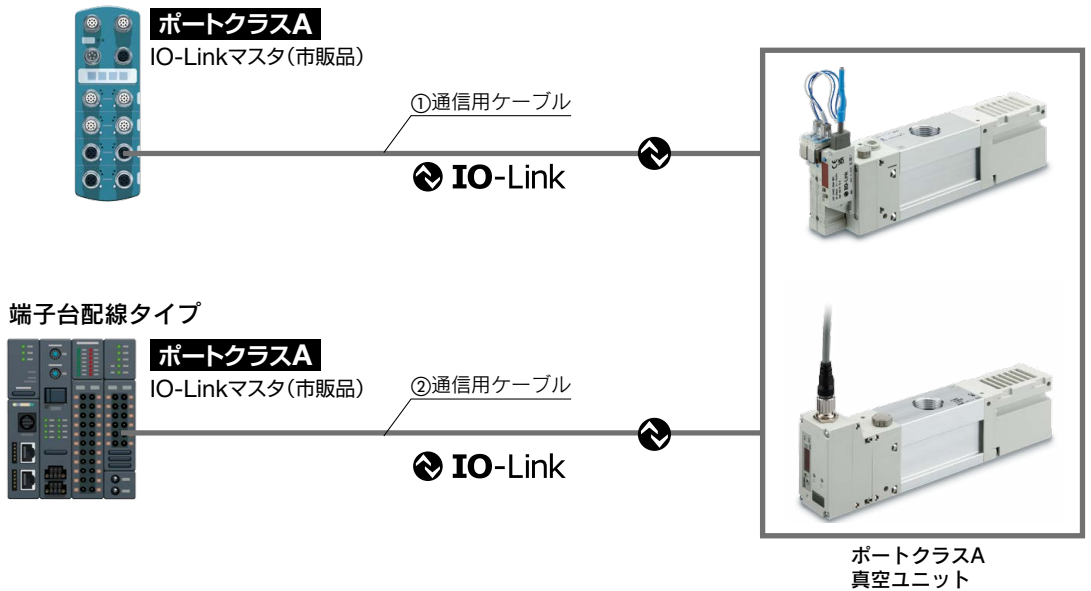 ポートクラスA
IO-Linkマスタ（市販品）
①通信用ケーブル
IO-Link
端子台配線タイプ
ポートクラスA
IO-Linkマスタ（市販品）
②通信用ケーブル
IO-Link
ポートクラスA
真空ユニット